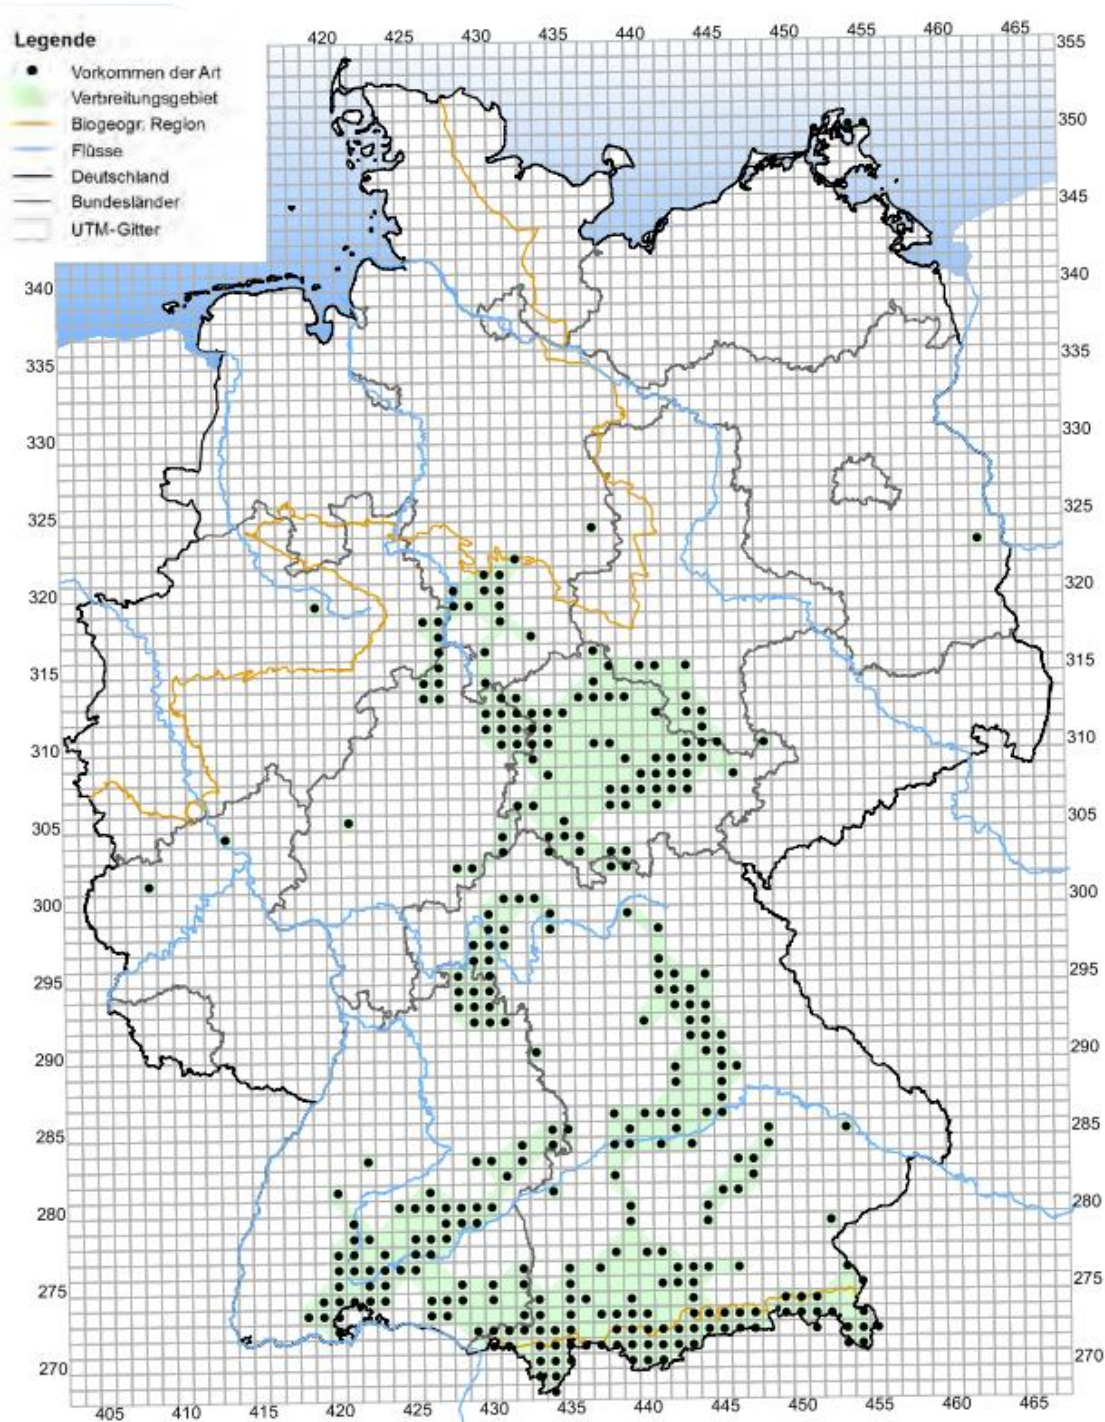 Legende
Vorkommen der Art
Verbreitungsgebiet
Biogeogr. Region
Flüsse
Deutschland
Bundesländer
UTM-Gitter
420 425 430 435 440 445 450 455 460 465
355
350
345
340 340
335 335
330 330
325 325
320 320
315 315
310 310
305 305
300 300
295 295
290 290
285 285
280 280
275 275
270 270
405 410 415 420 425 430 435 440 445 450 455 460 465